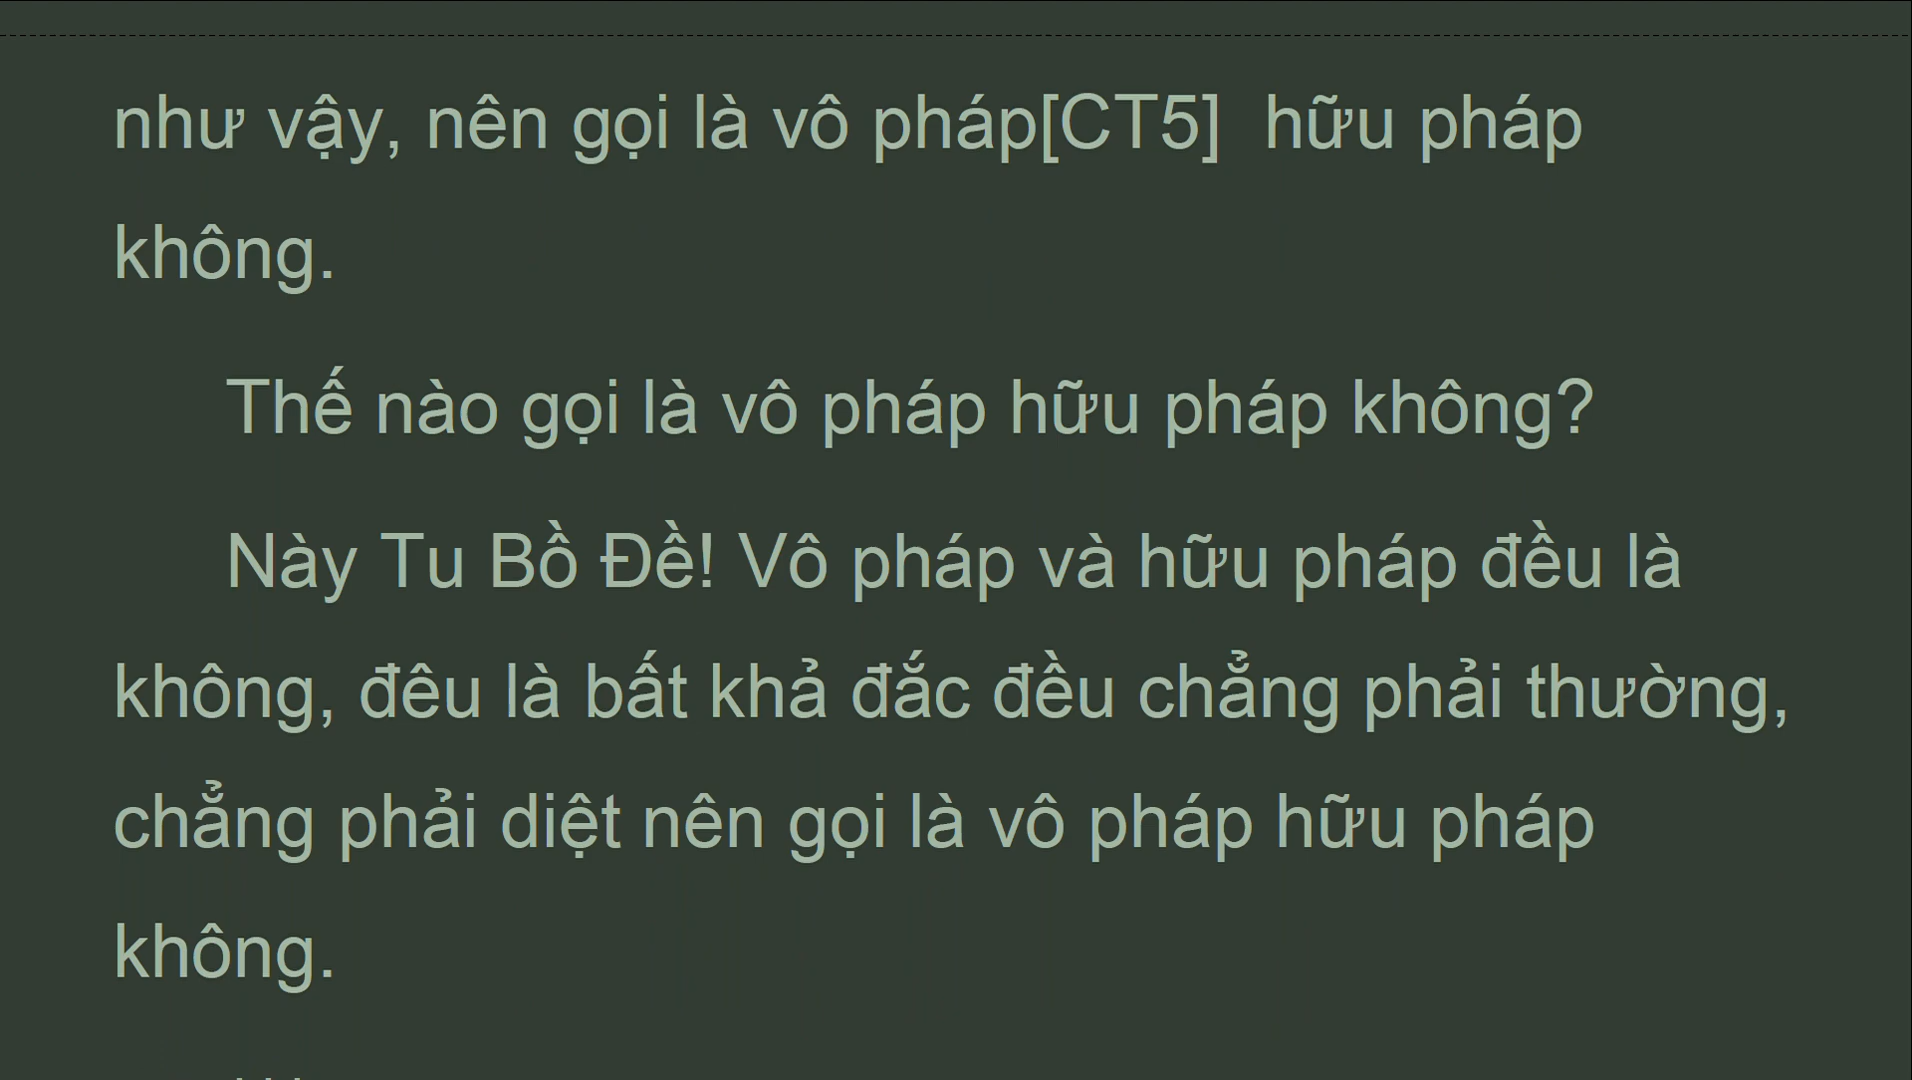 như vậy, nên gọi là vô pháp[CT5]  hữu pháp
không.
Thế nào gọi là vô pháp hữu pháp không?
Này Tu Bồ Đề! Vô pháp và hữu pháp đều là
không, đêu là bất khả đắc đều chẳng phải thường,
chẳng phải diệt nên gọi là vô pháp hữu pháp
không.